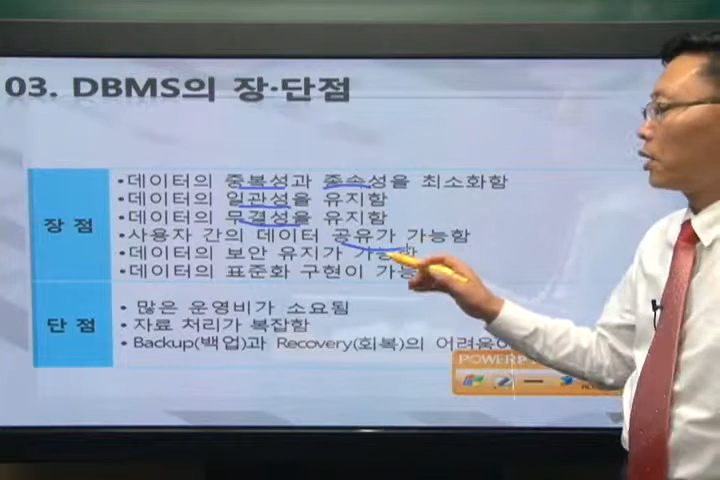 03. DBMS의 장·단점
장 점
•데이터의 중복성과 종속성을 최소화함
•데이터의 일관성을 유지함
•데이터의 무결성을 유지함
•사용자 간의 데이터 공유가 가능함
•데이터의 보안 유지가 가능함
•데이터의 표준화 구현이 가능
단 점
• 많은 운영비가 소요됨
• 자료 처리가 복잡함
• Backup(백업)과 Recovery(회복)의 어려움이
POWERP